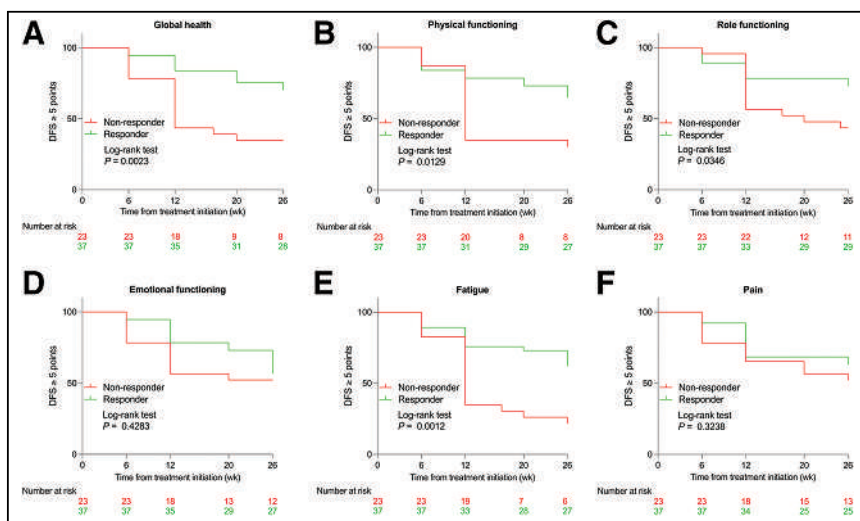 A
Global health
100
50
0
DFS ≥ 5 points
Non-responder
Responder
Log-rank test
P = 0.0023
0 6 12 20 26
Time from treatment initiation (wk)
Number at risk
23 23 18 9 8
37 37 35 31 28
B
Physical functioning
100
50
0
DFS ≥ 5 points
Non-responder
Responder
Log-rank test
P = 0.0129
0 6 12 20 26
Time from treatment initiation (wk)
Number at risk
23 23 20 8 8
37 37 31 29 27
C
Role functioning
100
50
0
DFS ≥ 5 points
Non-responder
Responder
Log-rank test
P = 0.0346
0 6 12 20 26
Time from treatment initiation (wk)
Number at risk
23 23 22 12 11
37 37 33 29 29
D
Emotional functioning
100
50
0
DFS ≥ 5 points
Non-responder
Responder
Log-rank test
P = 0.4283
0 6 12 20 26
Time from treatment initiation (wk)
Number at risk
23 23 18 13 12
37 37 35 29 27
E
Fatigue
100
50
0
DFS ≥ 5 points
Non-responder
Responder
Log-rank test
P = 0.0012
0 6 12 20 26
Time from treatment initiation (wk)
Number at risk
23 23 19 7 6
37 37 33 28 27
F
Pain
100
50
0
DFS ≥ 5 points
Non-responder
Responder
Log-rank test
P = 0.3238
0 6 12 20 26
Time from treatment initiation (wk)
Number at risk
23 23 18 15 13
37 37 34 25 25